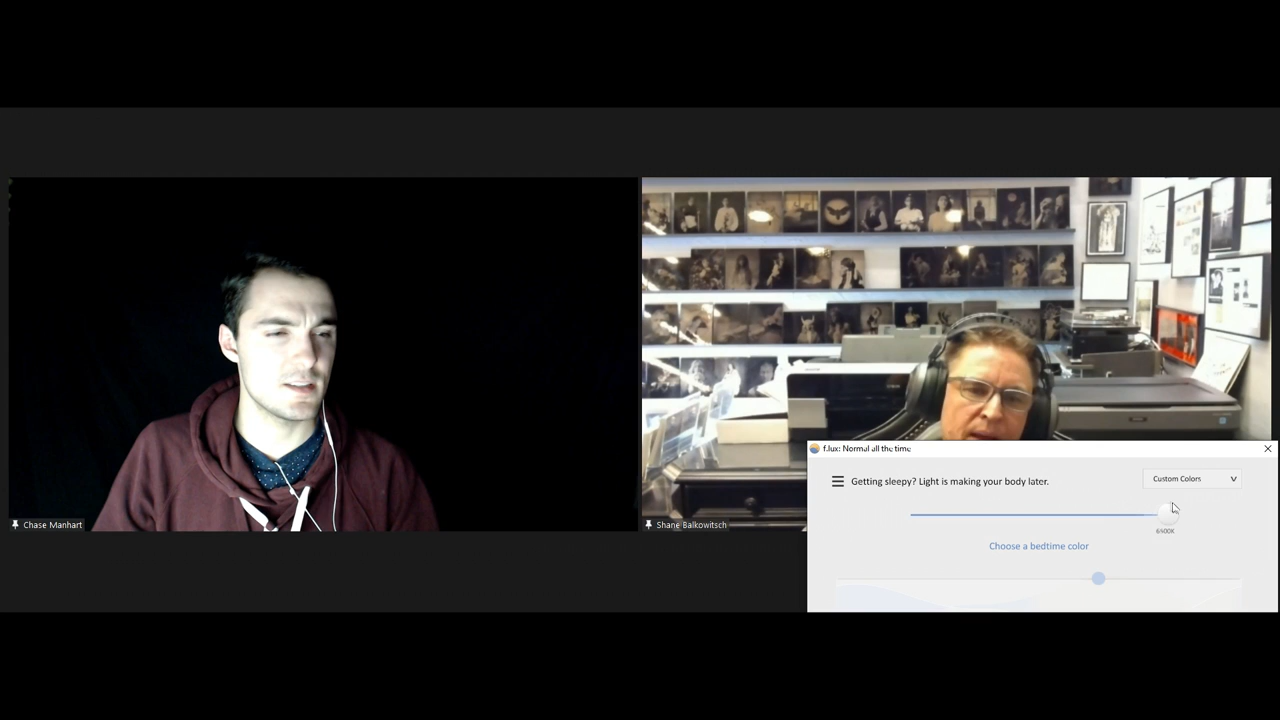 Chase Manhart
Shane Balkowitsch
f.lux: Normal all the time
Getting sleepy? Light is making your body later.
Custom Colors
6500K
Choose a bedtime color